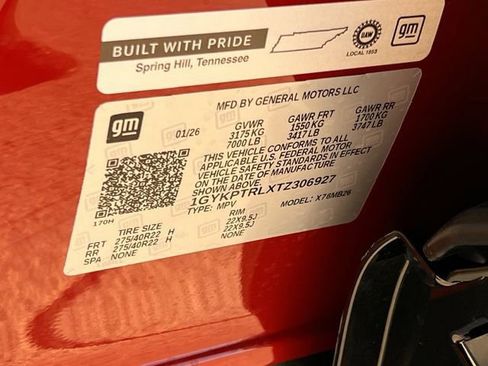 BUILT WITH PRIDE
Spring Hill, Tennessee
UAW
LOCAL 1853
gm
gm
MFD BY GENERAL MOTORS LLC
01/26
GVWR GAWR FRT GAWR RR
3175KG 1550KG 1700KG
7000LB 3417LB 3747LB
THIS VEHICLE CONFORMS TO ALL
APPLICABLE U.S. FEDERAL MOTOR
VEHICLE SAFETY STANDARDS IN EFFECT
ON THE DATE OF MANUFACTURE
SHOWN ABOVE.
1GYKPTRLXTZ306927
TYPE: MPV MODEL: X76MB26
170H
TIRE SIZE RIM
FRT 275/40R22 H 22X9.5J
RR 275/40R22 H 22X9.5J
SPA NONE NONE